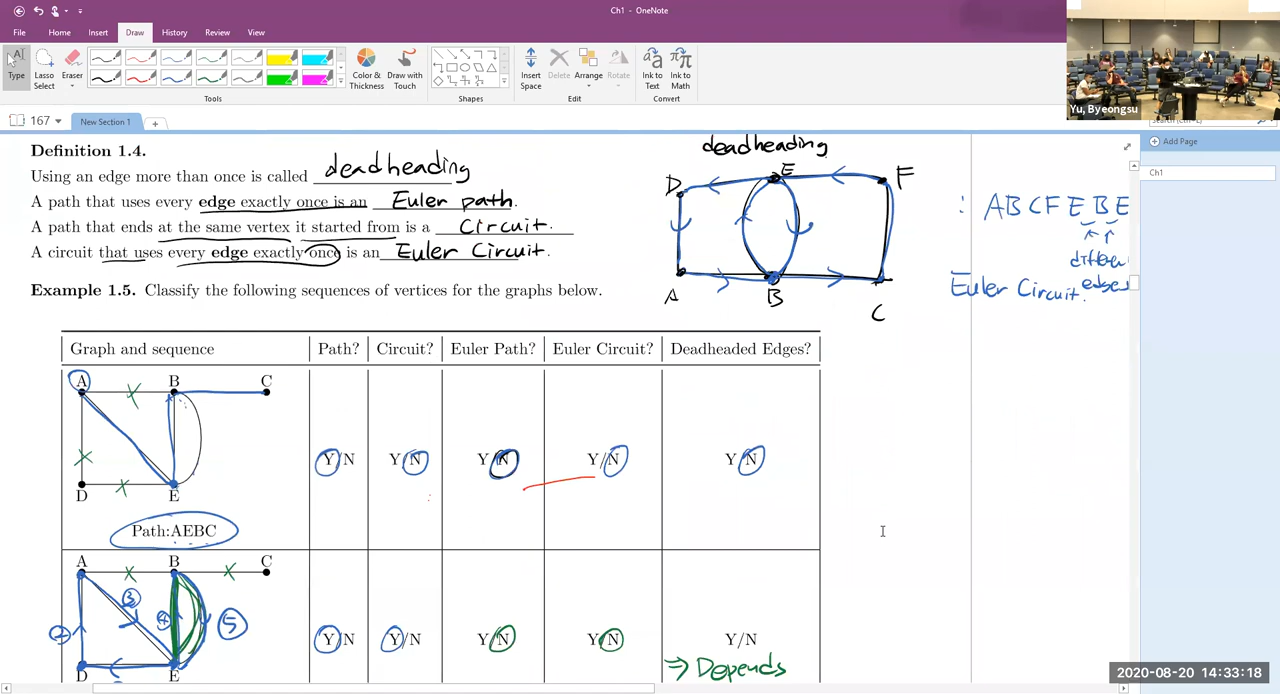 Ch1 - OneNote
File Home Insert Draw History Review View
Type
Lasso Select
Eraser
Color & Thickness
Draw with Touch
Insert Space
Delete
Arrange
Rotate
Ink to Text
Ink to Math
Tools
Shapes
Edit
Convert
Yu, Byeongsu
167
New Section 1
Add Page
Ch1
Definition 1.4.
Using an edge more than once is called deadheading
A path that uses every edge exactly once is an Euler path.
A path that ends at the same vertex it started from is a Circuit.
A circuit that uses every edge exactly once is an Euler Circuit.
deadheading
D E F
A B C
: ABCFEBE
different
edges
Euler Circuit.
Example 1.5. Classify the following sequences of vertices for the graphs below.
Graph and sequence Path? Circuit? Euler Path? Euler Circuit? Deadheaded Edges?
A B C
Y/N Y/N Y/N Y/N Y/N
D E
Path:AEBC
A B C
② ③ ④ ⑤
Y/N Y/N Y/N Y/N Y/N
⇒ Depends
D E
2020-08-20 14:33:18